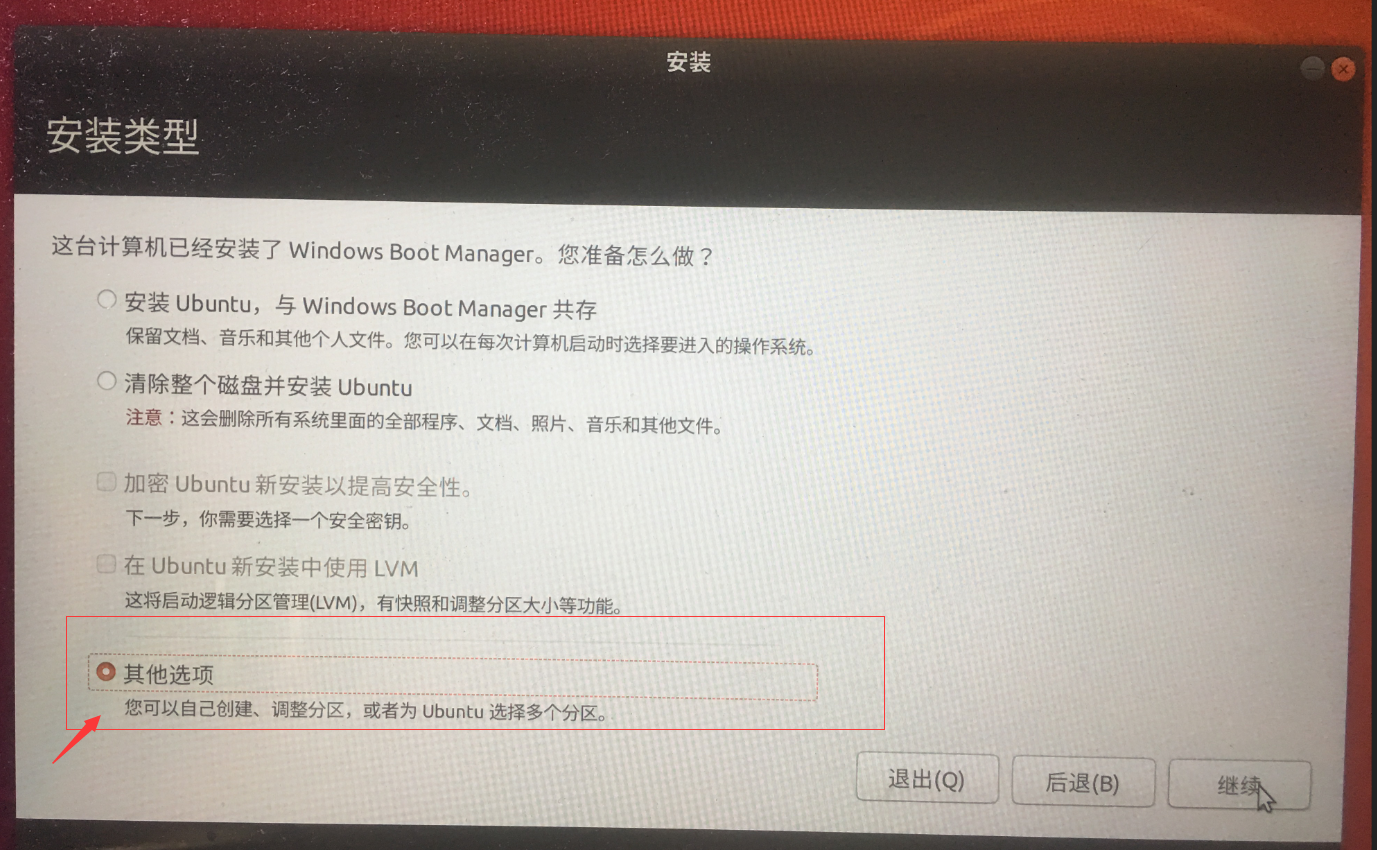 安装
安装类型
这台计算机已经安装了 Windows Boot Manager。您准备怎么做？
安装 Ubuntu，与 Windows Boot Manager 共存
保留文档、音乐和其他个人文件。您可以在每次计算机启动时选择要进入的操作系统。
清除整个磁盘并安装 Ubuntu
注意：这会删除所有系统里面的全部程序、文档、照片、音乐和其他文件。
加密 Ubuntu 新安装以提高安全性。
下一步，你需要选择一个安全密钥。
在 Ubuntu 新安装中使用 LVM
这将启动逻辑分区管理(LVM)，有快照和调整分区大小等功能。
其他选项
您可以自己创建、调整分区，或者为 Ubuntu 选择多个分区。
退出(Q) 后退(B) 继续